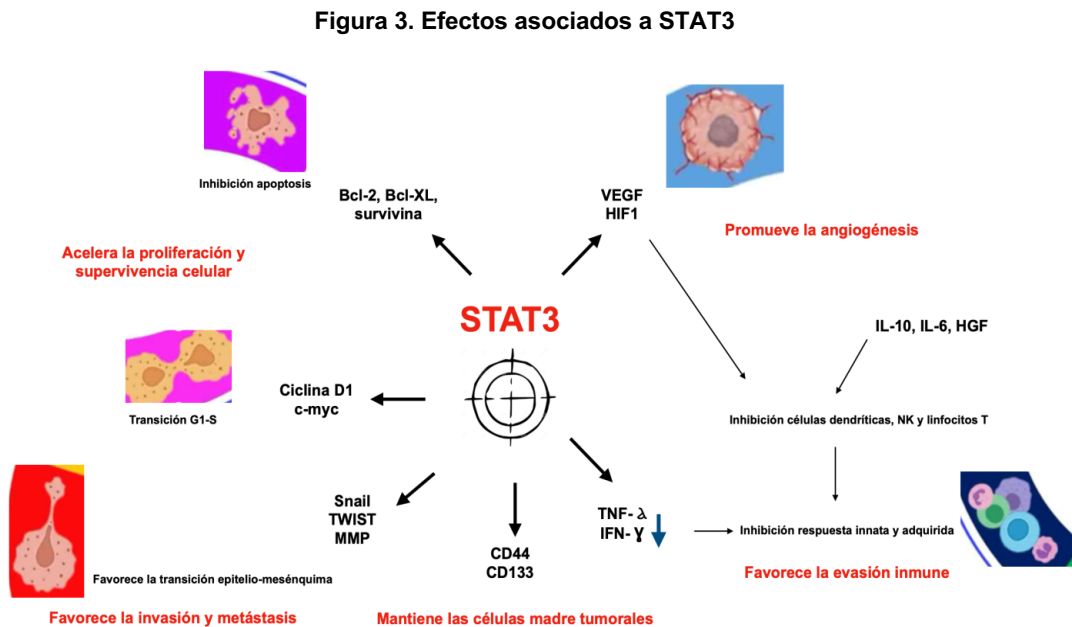 Figura 3. Efectos asociados a STAT3
Inhibición apoptosis
Bcl-2, Bcl-XL,
survivina
VEGF
HIF1
Promueve la angiogénesis
Acelera la proliferación y
supervivencia celular
STAT3
IL-10, IL-6, HGF
Ciclina D1
c-myc
Transición G1-S
Inhibición células dendríticas, NK y linfocitos T
Snail
TWIST
MMP
CD44
CD133
TNF- λ
IFN- Ɣ
Inhibición respuesta innata y adquirida
Favorece la transición epitelio-mesénquima
Favorece la evasión inmune
Favorece la invasión y metástasis
Mantiene las células madre tumorales